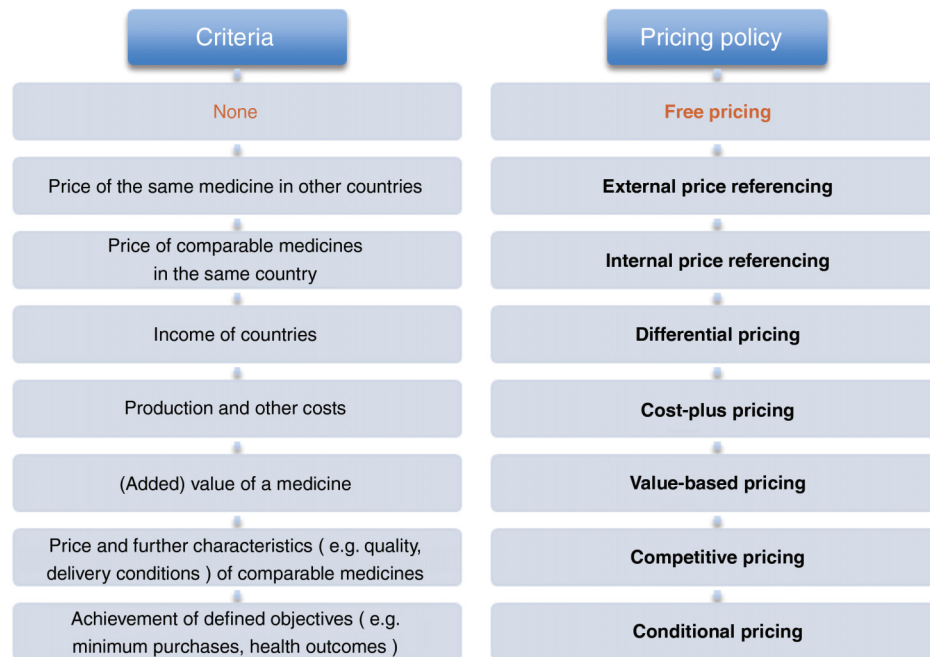 Criteria
Pricing policy
None
Free pricing
Price of the same medicine in other countries
External price referencing
Price of comparable medicines
in the same country
Internal price referencing
Income of countries
Differential pricing
Production and other costs
Cost-plus pricing
(Added) value of a medicine
Value-based pricing
Price and further characteristics ( e.g. quality,
delivery conditions ) of comparable medicines
Competitive pricing
Achievement of defined objectives ( e.g.
minimum purchases, health outcomes )
Conditional pricing